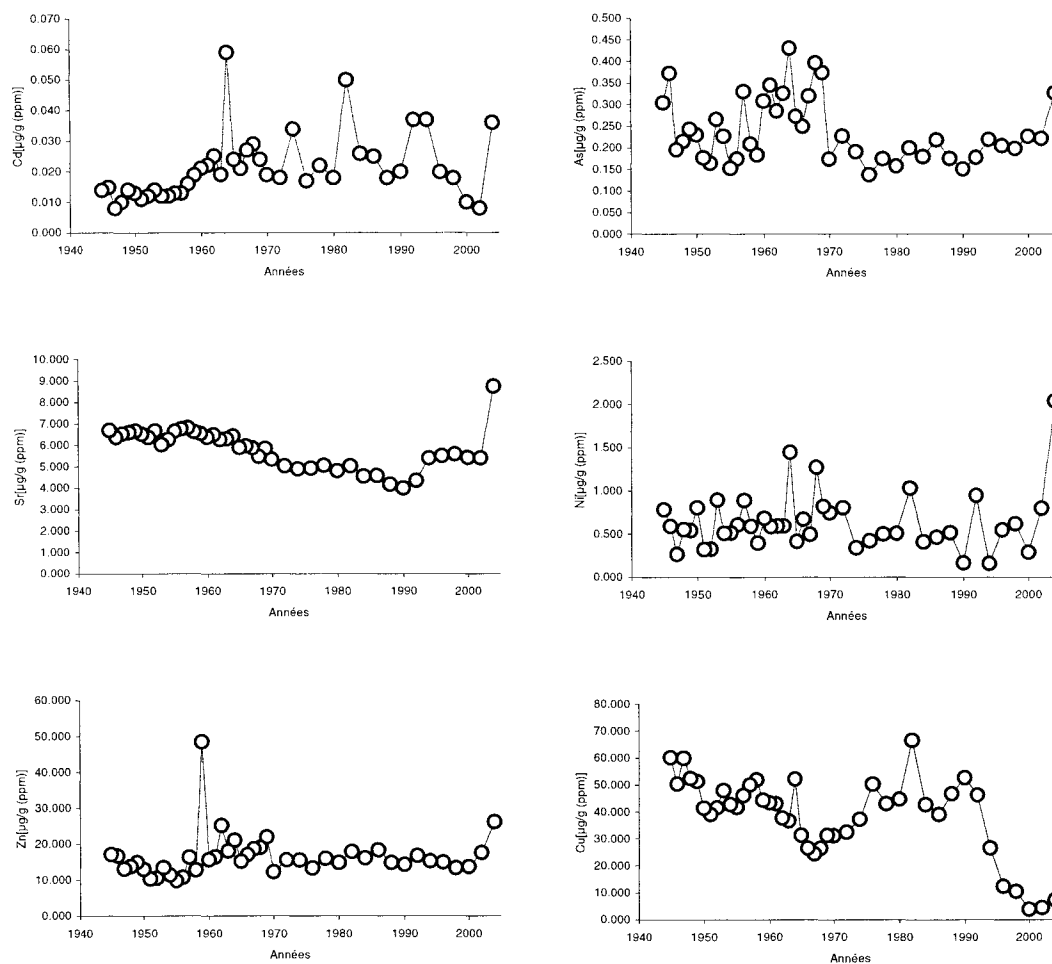 0.070
0.060
0.050
0.040
0.030
0.020
0.010
0.000
Cd[µg/g (ppm)]
1940 1950 1960 1970 1980 1990 2000
Années
0.500
0.450
0.400
0.350
0.300
0.250
0.200
0.150
0.100
0.050
0.000
As[µg/g (ppm)]
1940 1950 1960 1970 1980 1990 2000
Années
10.000
9.000
8.000
7.000
6.000
5.000
4.000
3.000
2.000
1.000
0.000
Sr[µg/g (ppm)]
1940 1950 1960 1970 1980 1990 2000
Années
2.500
2.000
1.500
1.000
0.500
0.000
Ni[µg/g (ppm)]
1940 1950 1960 1970 1980 1990 2000
Années
60.000
50.000
40.000
30.000
20.000
10.000
0.000
Zn[µg/g (ppm)]
1940 1950 1960 1970 1980 1990 2000
Années
80.000
70.000
60.000
50.000
40.000
30.000
20.000
10.000
0.000
Cu[µg/g (ppm)]
1940 1950 1960 1970 1980 1990 2000
Années